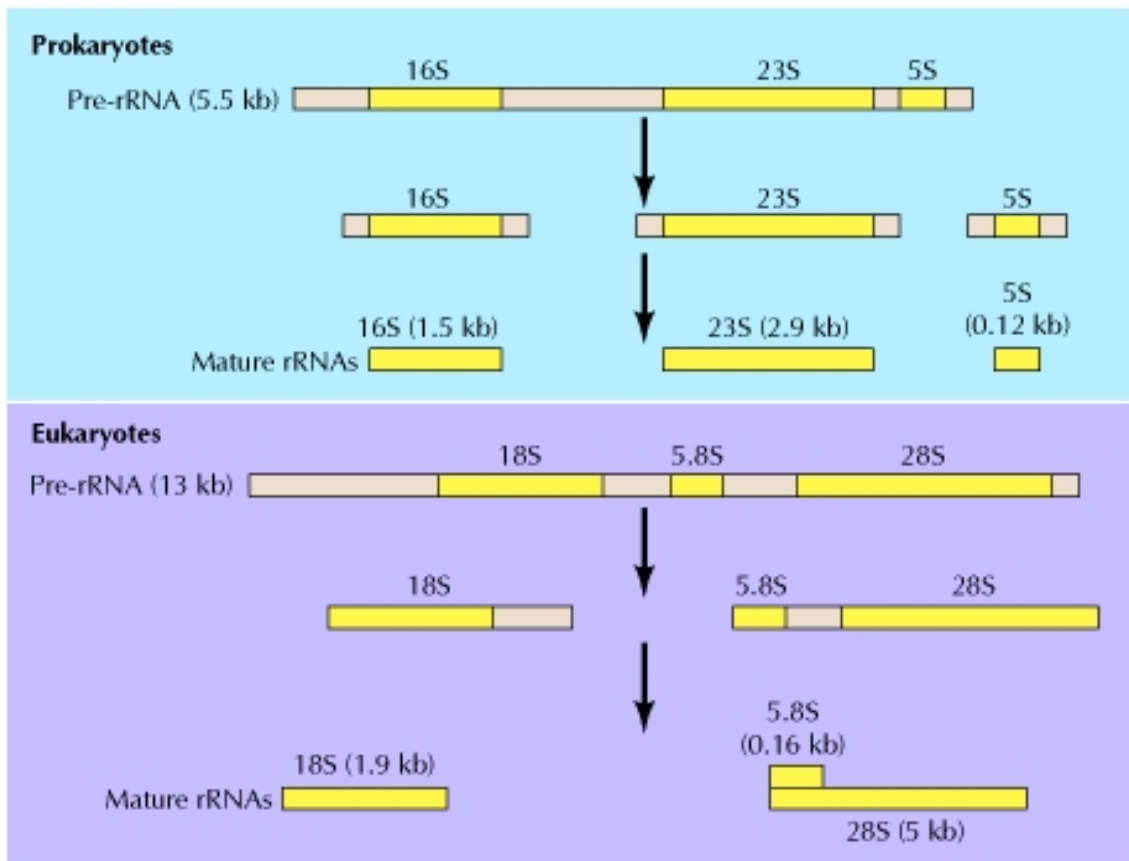 Prokaryotes
16S 23S 5S
Pre-rRNA (5.5 kb)
16S 23S 5S
5S
16S (1.5 kb) 23S (2.9 kb) (0.12 kb)
Mature rRNAs
Eukaryotes
18S 5.8S 28S
Pre-rRNA (13 kb)
18S 5.8S 28S
5.8S
(0.16 kb)
18S (1.9 kb)
Mature rRNAs
28S (5 kb)